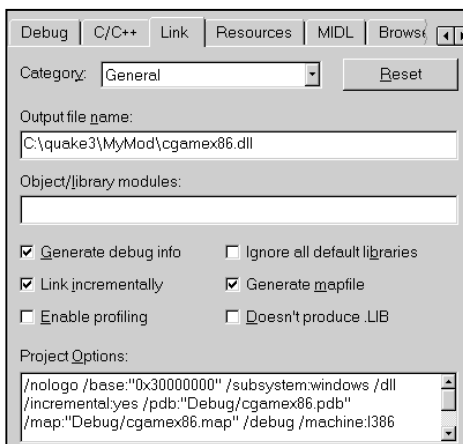 Debug C/C++ Link Resources MIDL Browse
Category: General Reset
Output file name:
C:\quake3\MyMod\cgamex86.dll
Object/library modules:
Generate debug info Ignore all default libraries
Link incrementally Generate mapfile
Enable profiling Doesn't produce .LIB
Project Options:
/nologo /base:"0x30000000" /subsystem:windows /dll
/incremental:yes /pdb:"Debug/cgamex86.pdb"
/map:"Debug/cgamex86.map" /debug /machine:I386